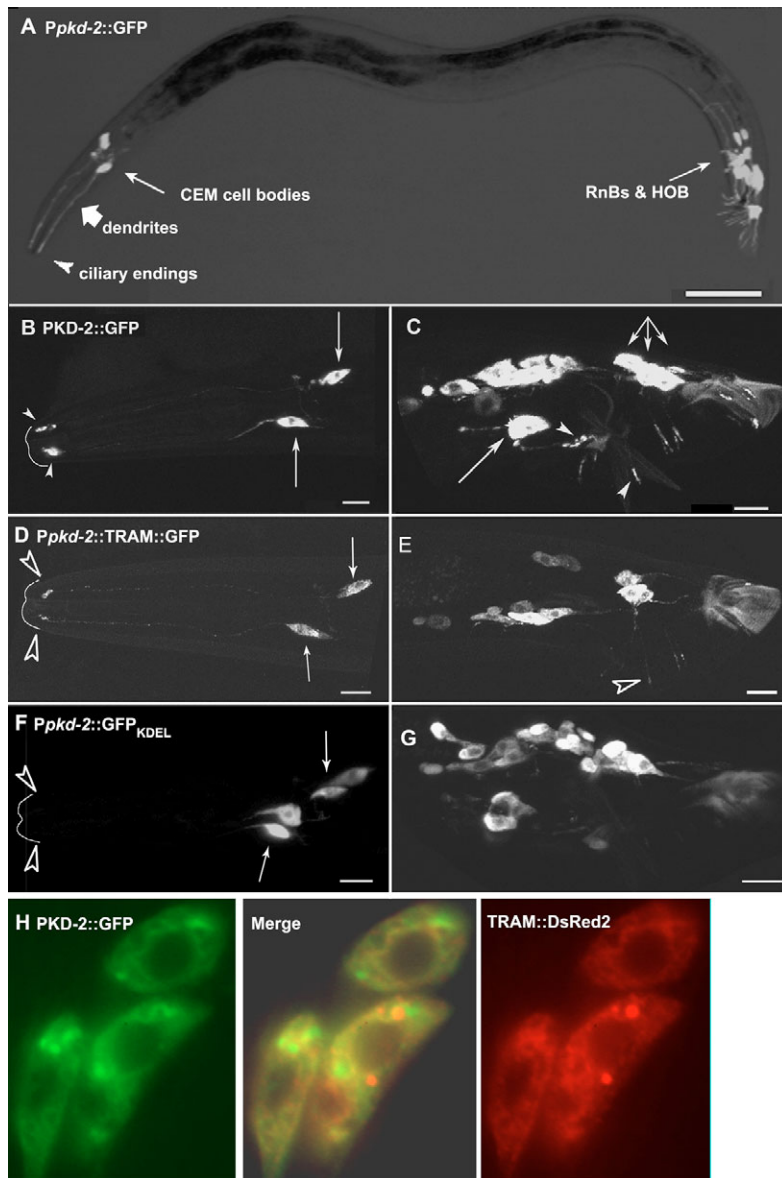 A Ppkd-2::GFP
CEM cell bodies
RnBs & HOB
dendrites
ciliary endings
B PKD-2::GFP
C
D Ppkd-2::TRAM::GFP
E
F Ppkd-2::GFPKDEL
G
H PKD-2::GFP
Merge
TRAM::DsRed2